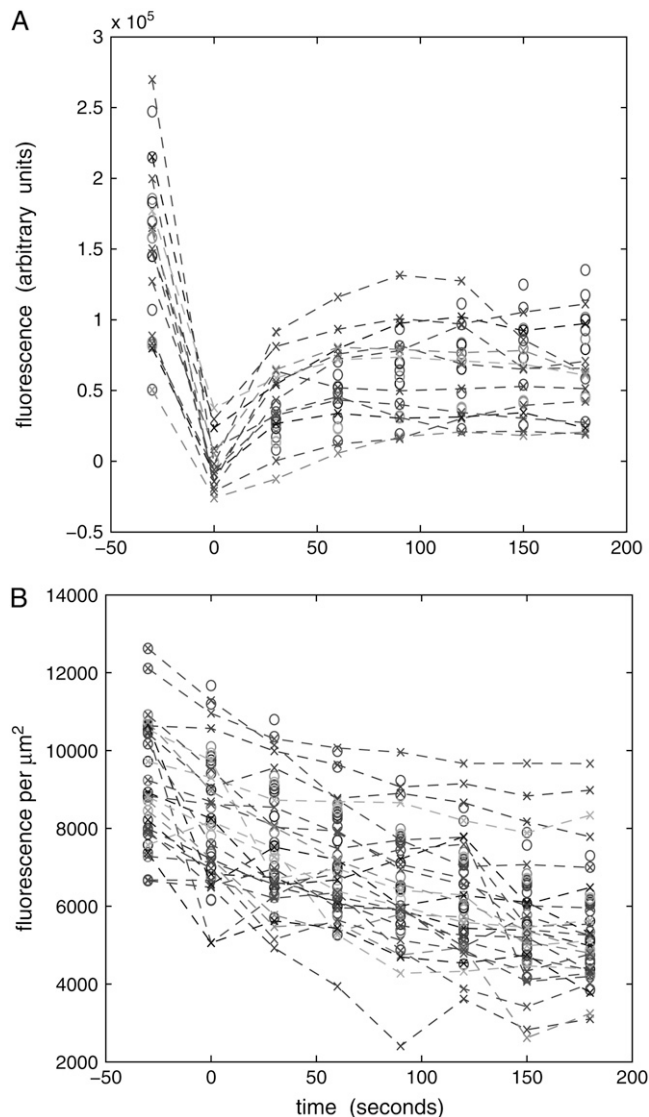 A
x 10⁵
3
2.5
2
1.5
1
0.5
0
−0.5
fluorescence (arbitrary units)
−50 0 50 100 150 200
B
14000
12000
10000
8000
6000
4000
2000
fluorescence per μm²
−50 0 50 100 150 200
time (seconds)